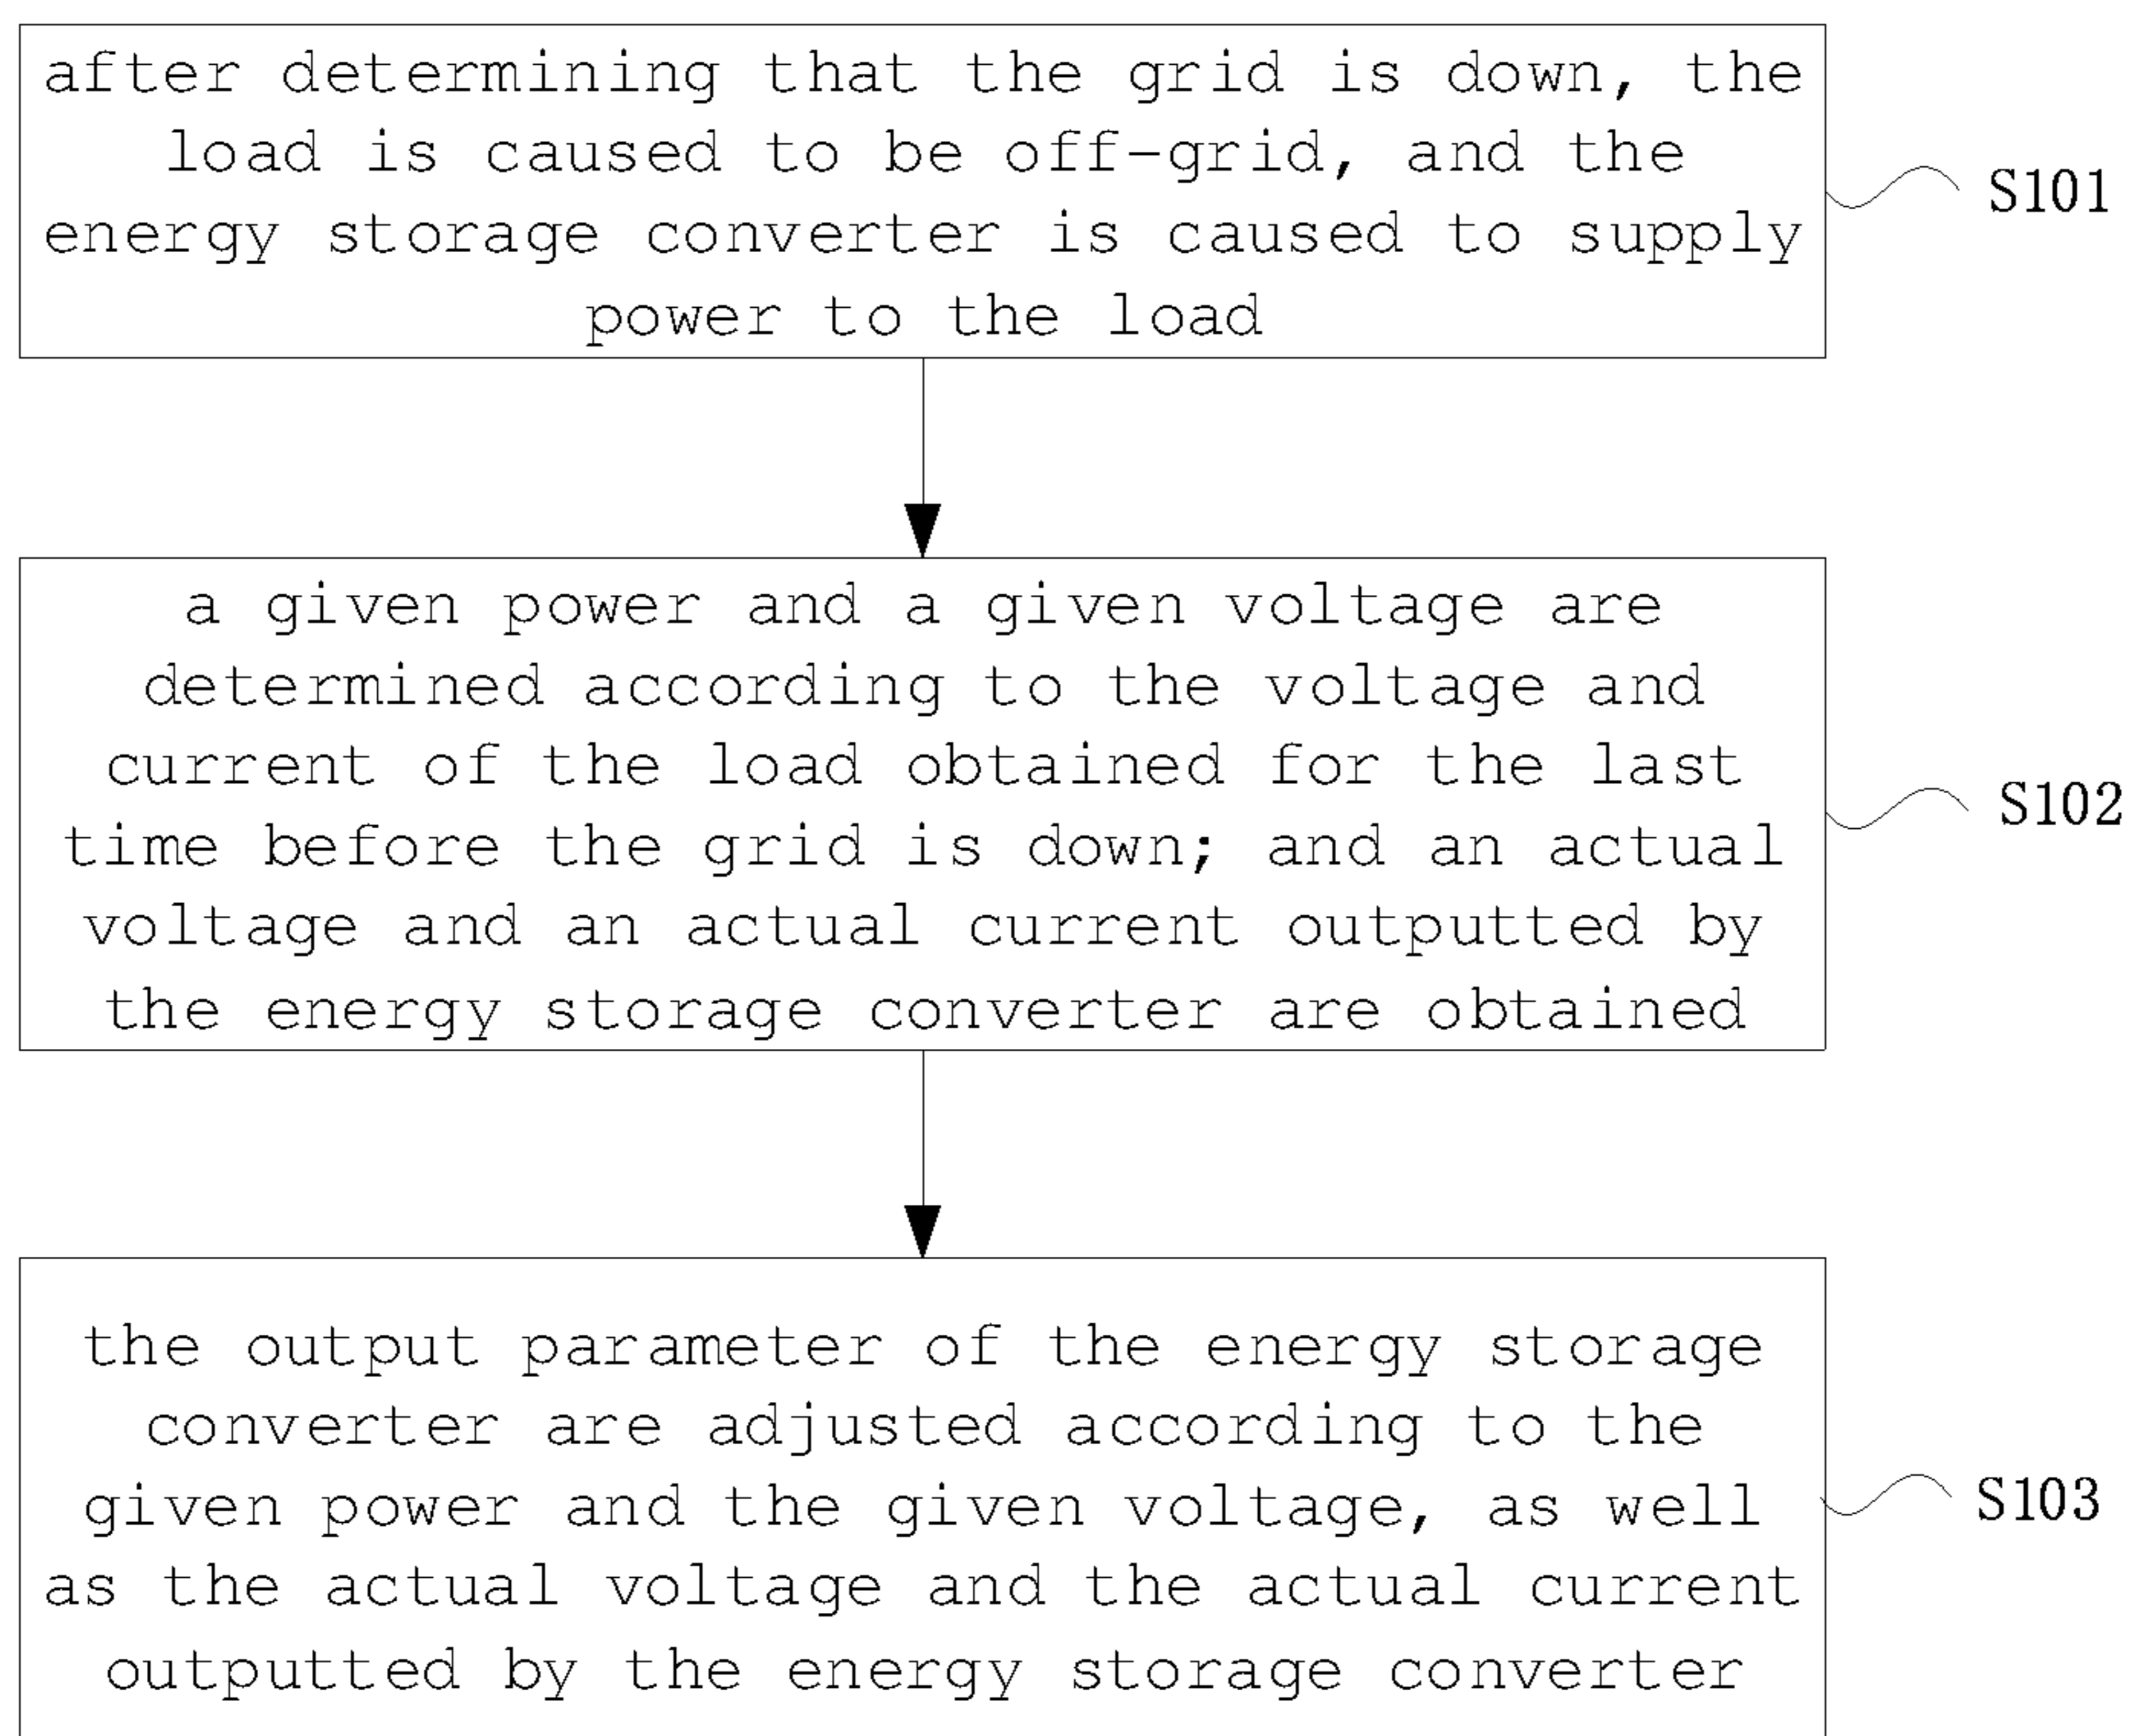 after determining that the grid is down, the
load is caused to be off-grid, and the
energy storage converter is caused to supply
power to the load
S101
a given power and a given voltage are
determined according to the voltage and
current of the load obtained for the last
time before the grid is down; and an actual
voltage and an actual current outputted by
the energy storage converter are obtained
S102
the output parameter of the energy storage
converter are adjusted according to the
given power and the given voltage, as well
as the actual voltage and the actual current
outputted by the energy storage converter
S103